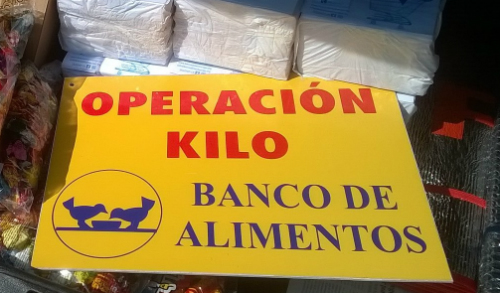 OPERACIÓN
KILO
BANCO DE
ALIMENTOS